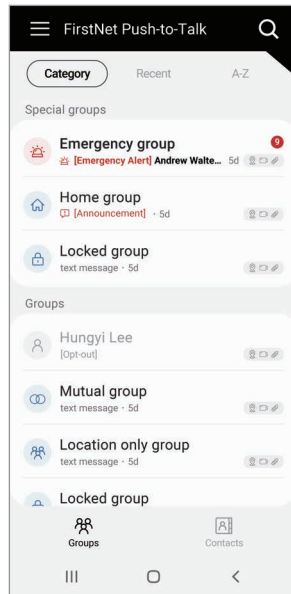 FirstNet Push-to-Talk
Category Recent A-Z
Special groups
Emergency group 9
[Emergency Alert] Andrew Walte... 5d
Home group
[Announcement] · 5d
Locked group
text message · 5d
Groups
Hungyi Lee
[Opt-out]
Mutual group
text message · 5d
Location only group
text message · 5d
Locked group
Groups Contacts